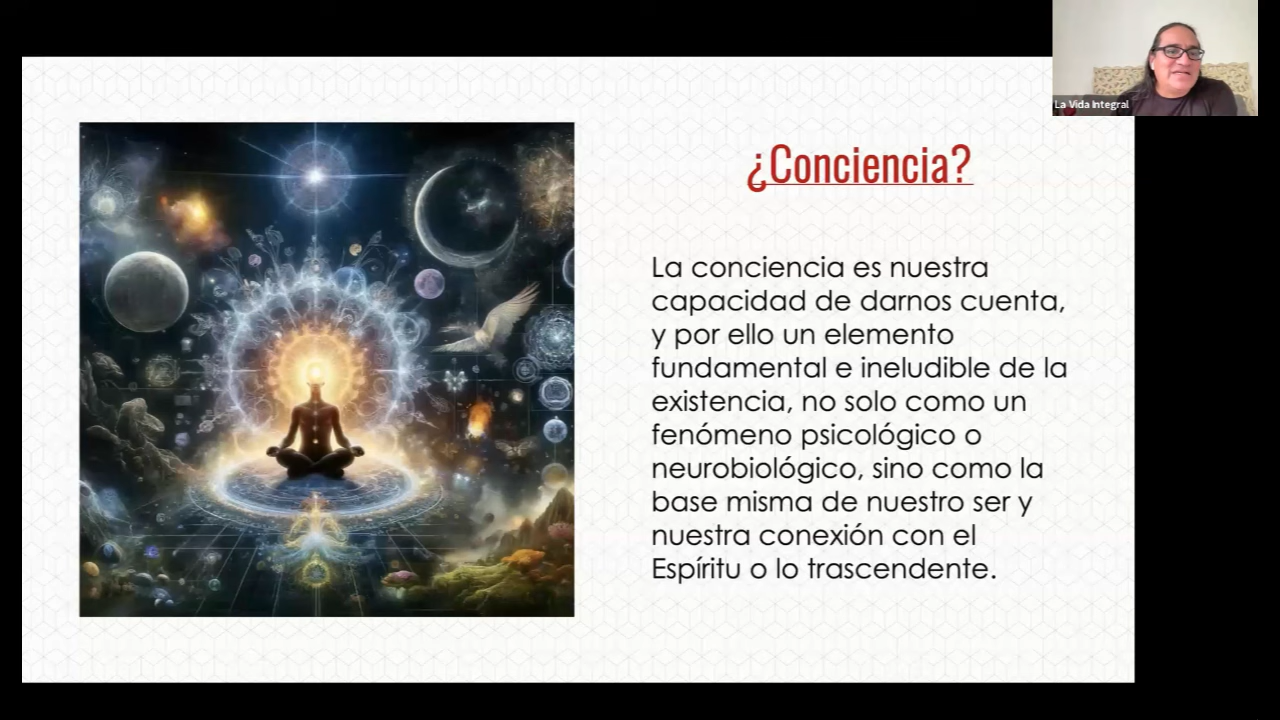 La Vida Integral
¿Conciencia?
La conciencia es nuestra
capacidad de darnos cuenta,
y por ello un elemento
fundamental e ineludible de la
existencia, no solo como un
fenómeno psicológico o
neurobiológico, sino como la
base misma de nuestro ser y
nuestra conexión con el
Espíritu o lo trascendente.